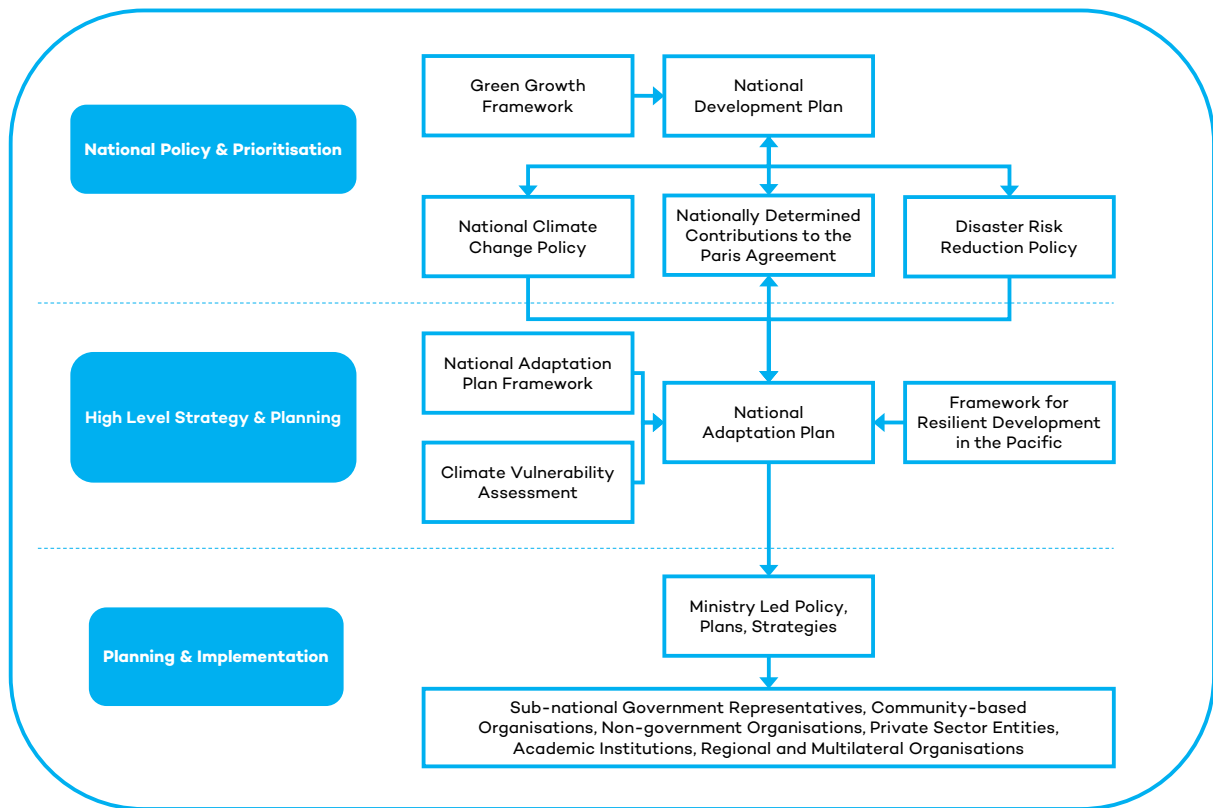 Green Growth
Framework
National
Development Plan
National Policy & Prioritisation
National Climate
Change Policy
Nationally Determined
Contributions to the
Paris Agreement
Disaster Risk
Reduction Policy
National Adaptation
Plan Framework
High Level Strategy & Planning
National
Adaptation Plan
Framework for
Resilient Development
in the Pacific
Climate Vulnerability
Assessment
Ministry Led Policy,
Plans, Strategies
Planning & Implementation
Sub-national Government Representatives, Community-based
Organisations, Non-government Organisations, Private Sector Entities,
Academic Institutions, Regional and Multilateral Organisations